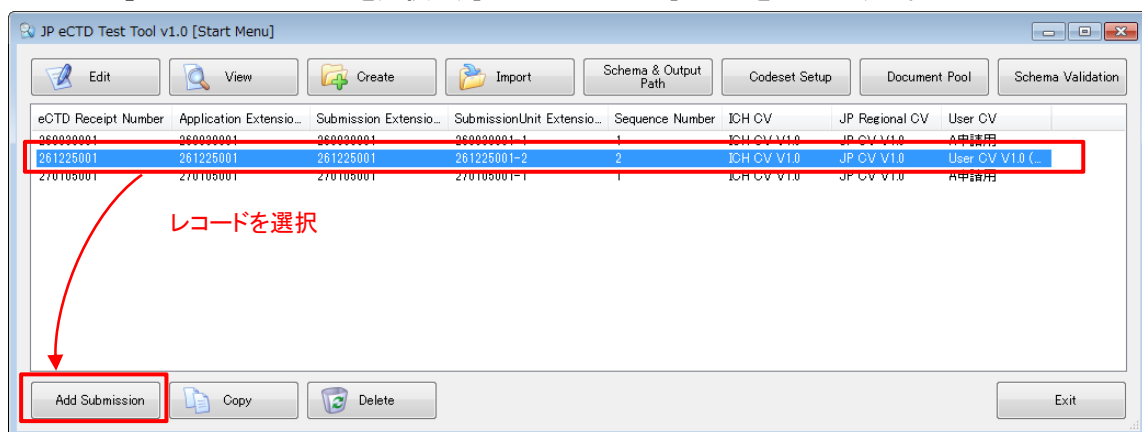 JP eCTD Test Tool v1.0 [Start Menu]
Edit View Create Import Schema & Output Path Codeset Setup Document Pool Schema Validation
eCTD Receipt Number Application Extensio... Submission Extensio... SubmissionUnit Extensio... Sequence Number ICH CV JP Regional CV User CV
261225001 261225001 261225001 261225001-2 2 ICH CV V1.0 JP CV V1.0 User CV V1.0 (...
270105001 270105001 270105001 270105001-1 1 ICH CV V1.0 JP CV V1.0 A申請用
レコードを選択
Add Submission Copy Delete Exit